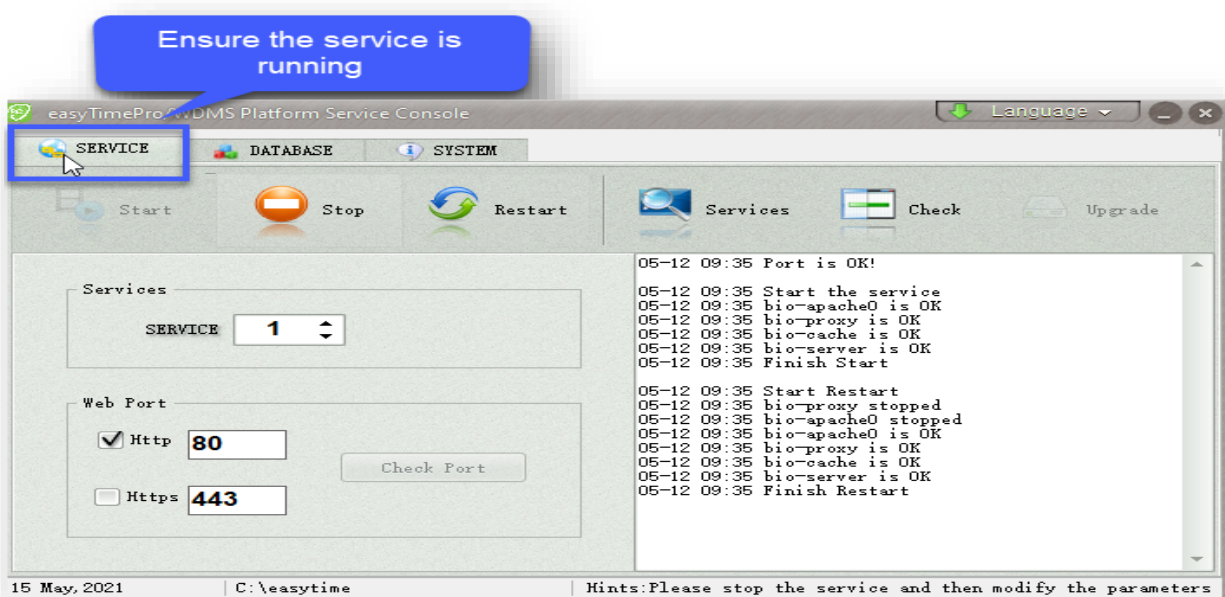 Ensure the service is
running
easyTimePro/WDMS Platform Service Console
Language
SERVICE
DATABASE
SYSTEM
Start
Stop
Restart
Services
Check
Upgrade
Services
SERVICE 1
Web Port
Http 80
Check Port
Https 443
05-12 09:35 Port is OK!
05-12 09:35 Start the service
05-12 09:35 bio-apache0 is OK
05-12 09:35 bio-proxy is OK
05-12 09:35 bio-cache is OK
05-12 09:35 bio-server is OK
05-12 09:35 Finish Start
05-12 09:35 Start Restart
05-12 09:35 bio-proxy stopped
05-12 09:35 bio-apache0 stopped
05-12 09:35 bio-apache0 is OK
05-12 09:35 bio-proxy is OK
05-12 09:35 bio-cache is OK
05-12 09:35 bio-server is OK
05-12 09:35 Finish Restart
15 May,2021
C:\easytime
Hints:Please stop the service and then modify the parameters